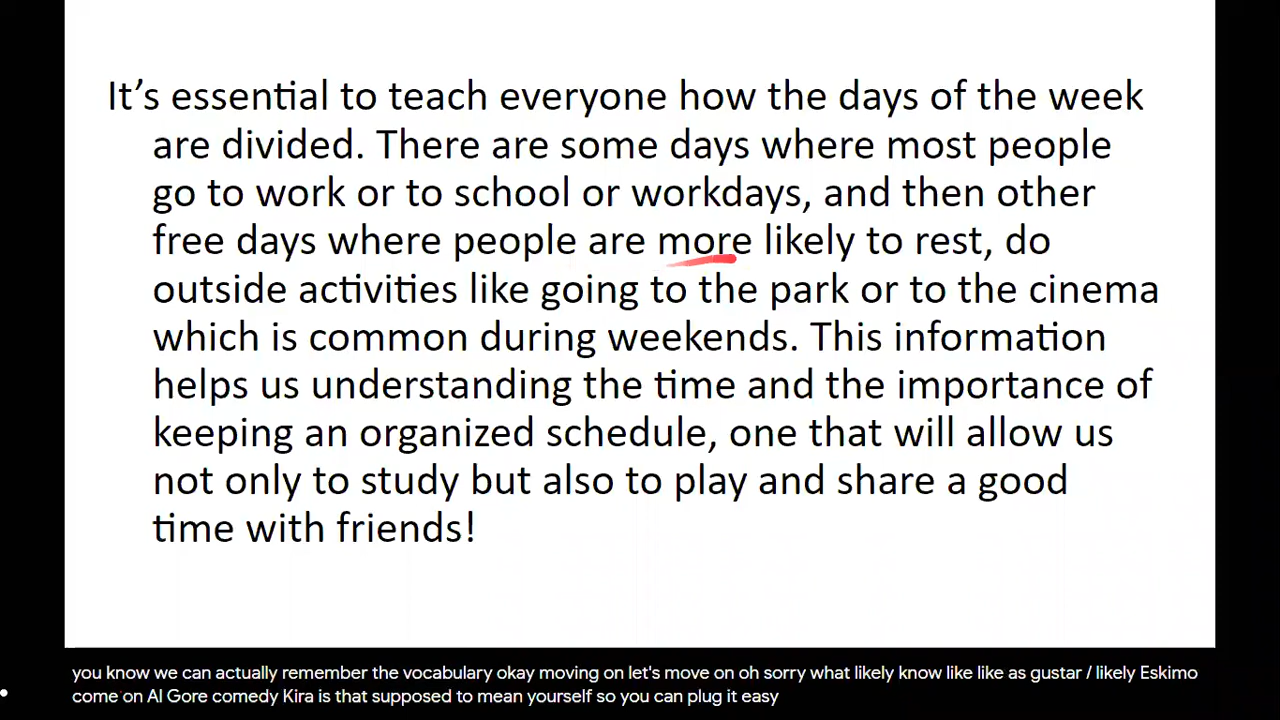 It's essential to teach everyone how the days of the week
are divided. There are some days where most people
go to work or to school or workdays, and then other
free days where people are more likely to rest, do
outside activities like going to the park or to the cinema
which is common during weekends. This information
helps us understanding the time and the importance of
keeping an organized schedule, one that will allow us
not only to study but also to play and share a good
time with friends!
you know we can actually remember the vocabulary okay moving on let's move on oh sorry what likely know like like as gustar / likely Eskimo
come on Al Gore comedy Kira is that supposed to mean yourself so you can plug it easy